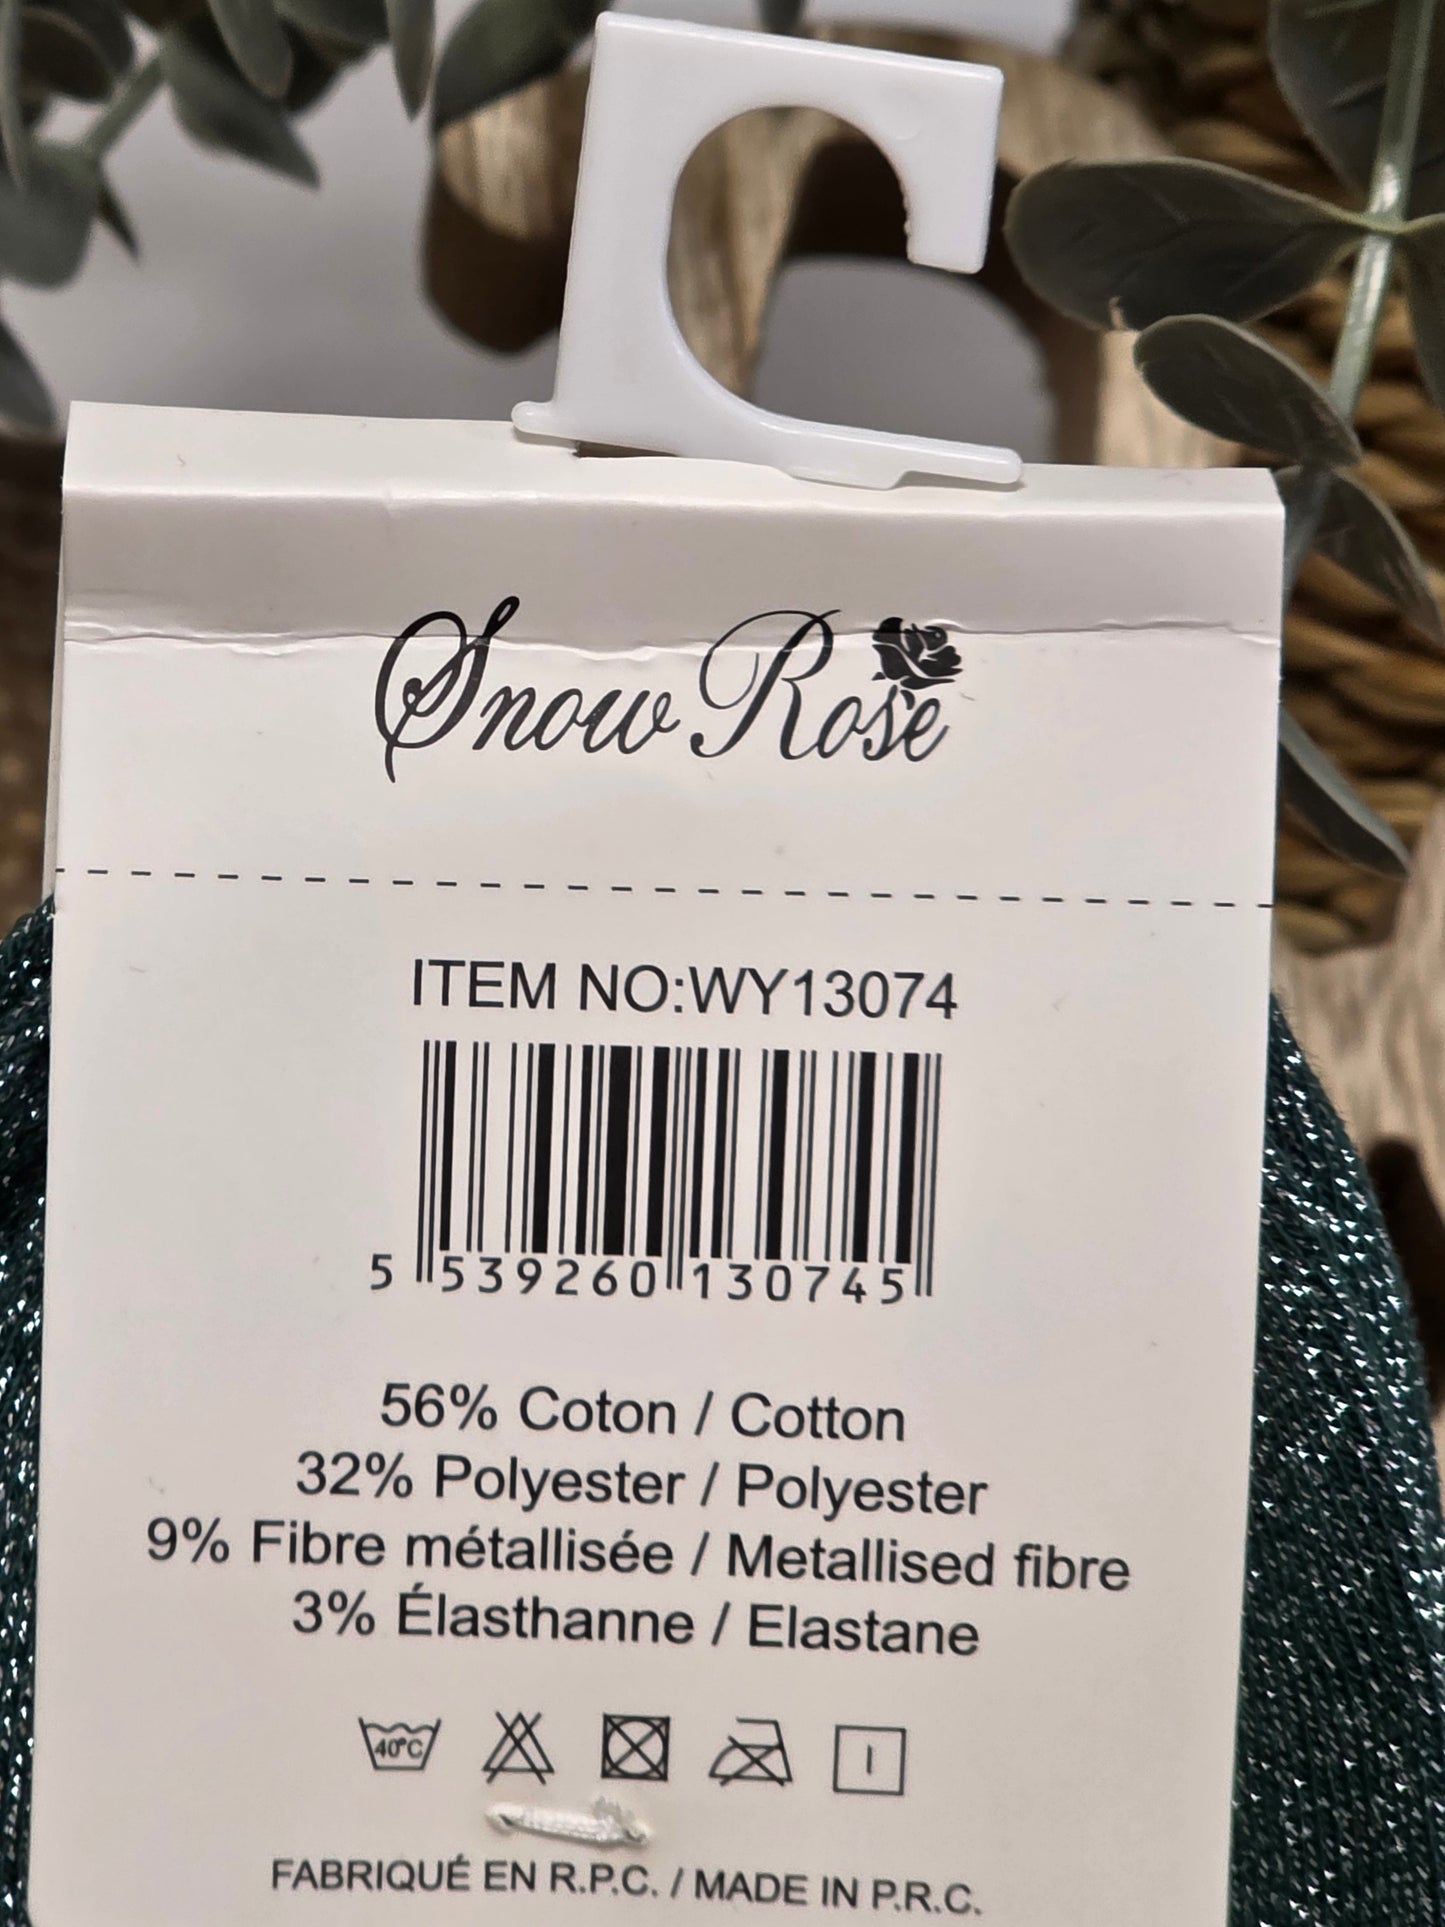 Snow Rose
ITEM NO:WY13074
5 539260 130745
56% Coton / Cotton
32% Polyester / Polyester
9% Fibre métallisée / Metallised fibre
3% Élasthanne / Elastane
40°C
FABRIQUÉ EN R.P.C. / MADE IN P.R.C.